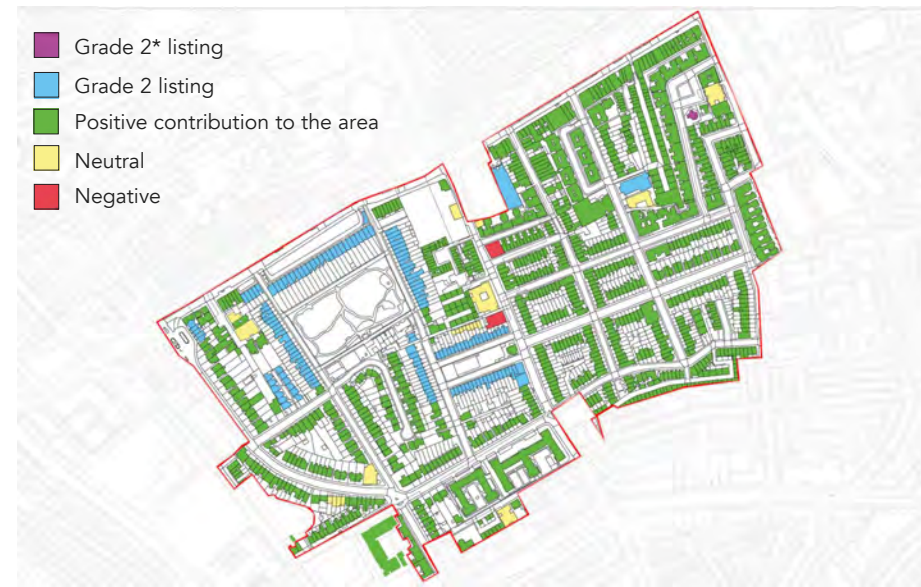 Grade 2* listing
Grade 2 listing
Positive contribution to the area
Neutral
Negative